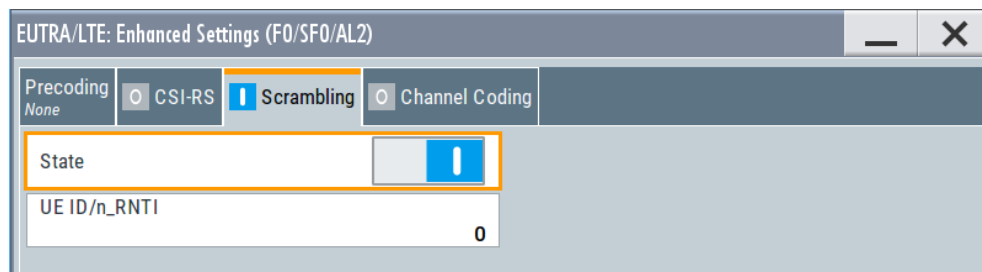 EUTRA/LTE: Enhanced Settings (F0/SF0/AL2)
Precoding
None
O CSI-RS
I Scrambling
O Channel Coding
State
I
UE ID/n_RNTI
0